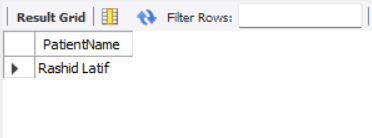 Result Grid Filter Rows:
PatientName
Rashid Latif